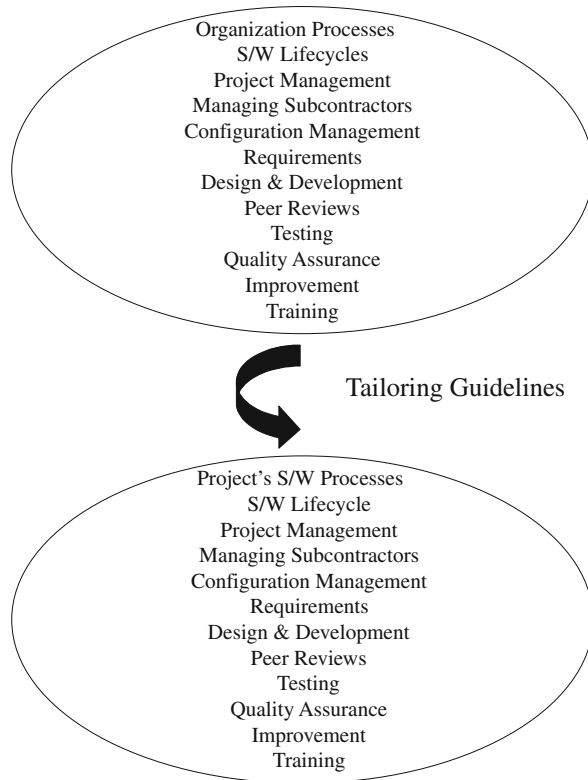 Organization Processes
S/W Lifecycles
Project Management
Managing Subcontractors
Configuration Management
Requirements
Design & Development
Peer Reviews
Testing
Quality Assurance
Improvement
Training
Tailoring Guidelines
Project's S/W Processes
S/W Lifecycle
Project Management
Managing Subcontractors
Configuration Management
Requirements
Design & Development
Peer Reviews
Testing
Quality Assurance
Improvement
Training